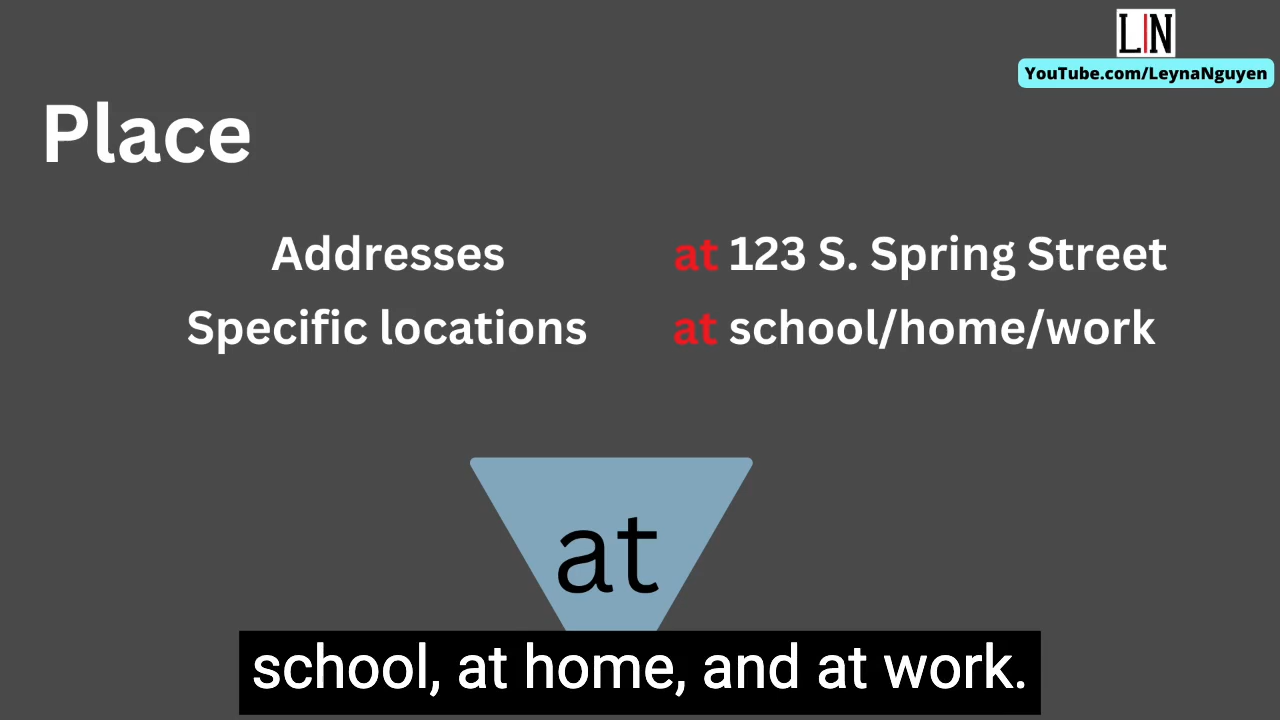 LN
YouTube.com/LeynaNguyen
Place
Addresses at 123 S. Spring Street
Specific locations at school/home/work
at
school, at home, and at work.